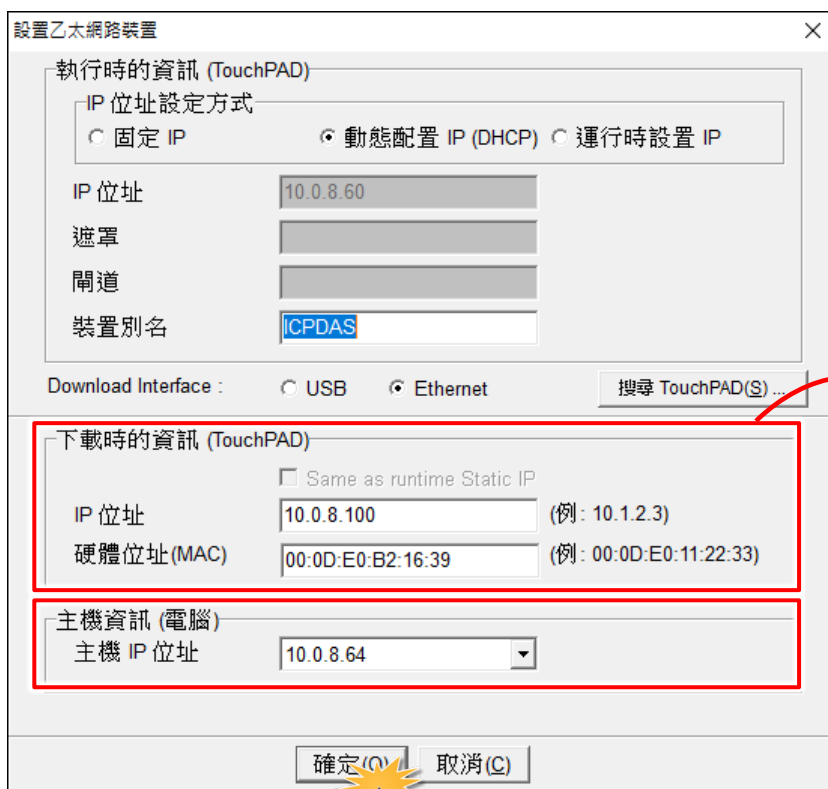 設置乙太網路裝置
執行時的資訊 (TouchPAD)
IP 位址設定方式
固定 IP 動態配置 IP (DHCP) 運行時設置 IP
IP 位址 10.0.8.60
遮罩
閘道
裝置別名 ICPDAS
Download Interface : USB Ethernet 搜尋 TouchPAD(S) ...
下載時的資訊 (TouchPAD)
Same as runtime Static IP
IP 位址 10.0.8.100 (例 : 10.1.2.3)
硬體位址(MAC) 00:0D:E0:B2:16:39 (例 : 00:0D:E0:11:22:33)
主機資訊 (電腦)
主機 IP 位址 10.0.8.64
確定(O) 取消(C)